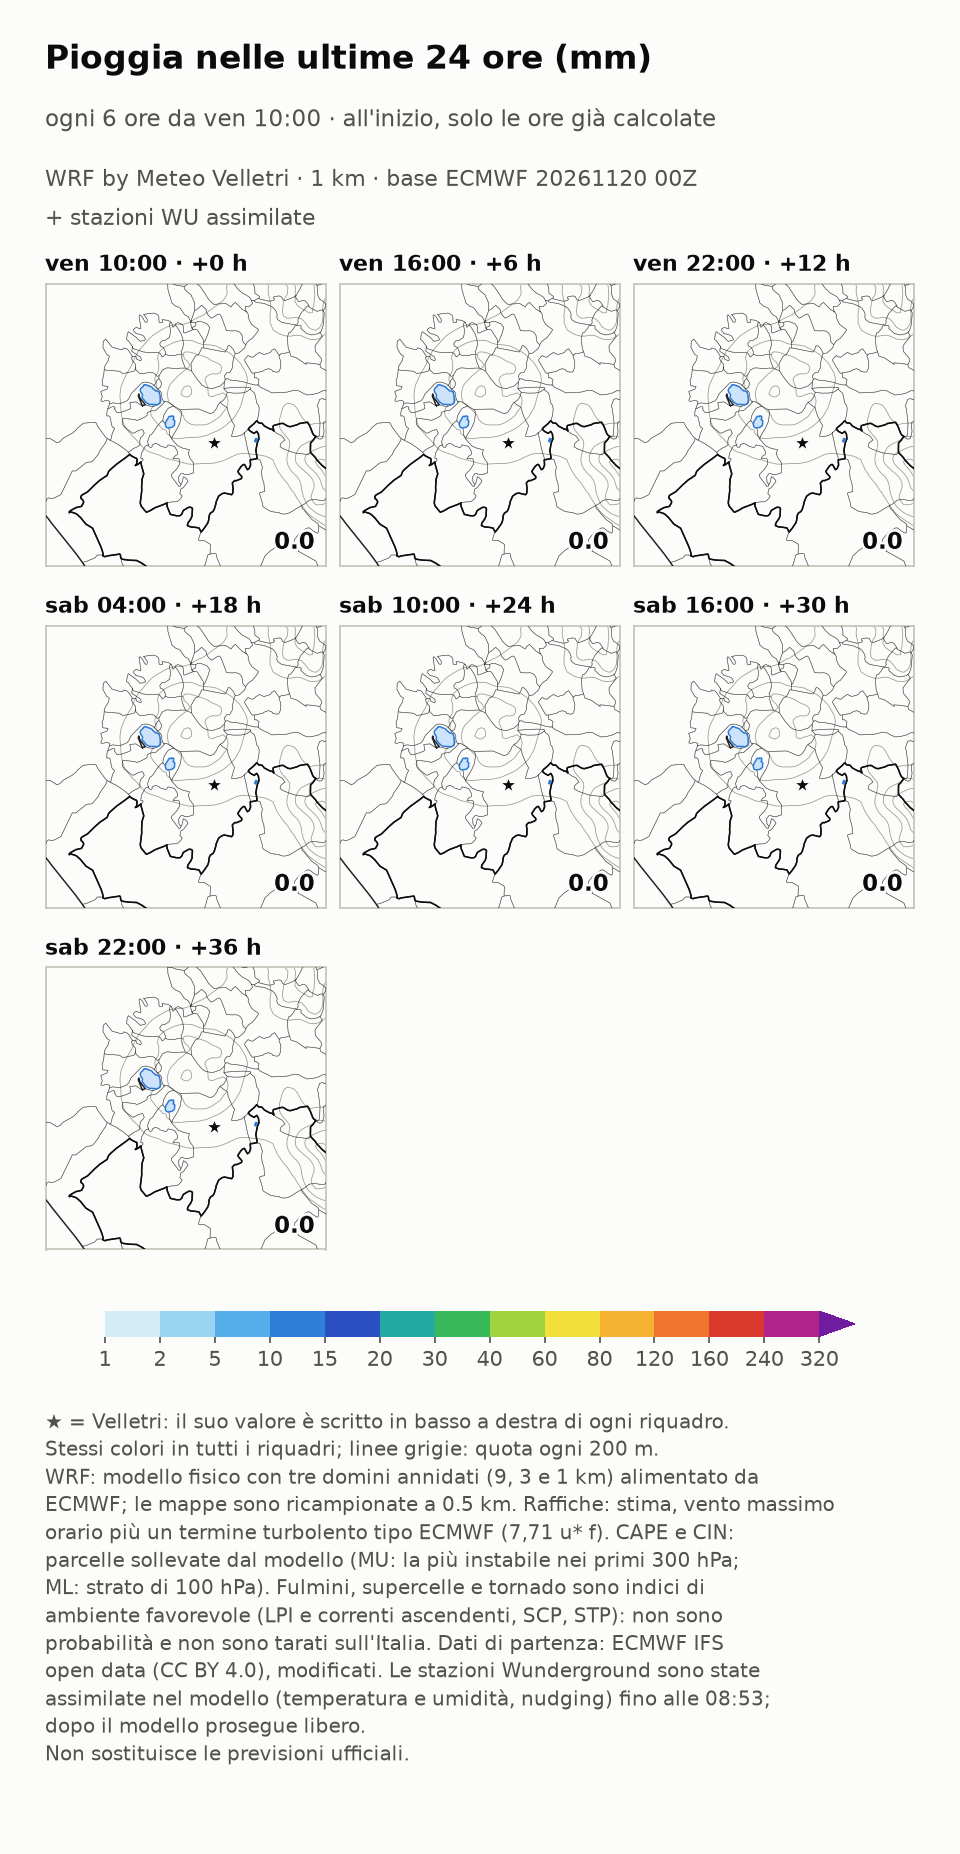 Pioggia nelle ultime 24 ore (mm)
ogni 6 ore da ven 10:00 · all'inizio, solo le ore già calcolate
WRF by Meteo Velletri · 1 km · base ECMWF 20261120 00Z
+ stazioni WU assimilate
ven 10:00 · +0 h
ven 16:00 · +6 h
ven 22:00 · +12 h
0.0
0.0
0.0
sab 04:00 · +18 h
sab 10:00 · +24 h
sab 16:00 · +30 h
0.0
0.0
0.0
sab 22:00 · +36 h
0.0
1 2 5 10 15 20 30 40 60 80 120 160 240 320
★ = Velletri: il suo valore è scritto in basso a destra di ogni riquadro.
Stessi colori in tutti i riquadri; linee grigie: quota ogni 200 m.
WRF: modello fisico con tre domini annidati (9, 3 e 1 km) alimentato da
ECMWF; le mappe sono ricampionate a 0.5 km. Raffiche: stima, vento massimo
orario più un termine turbolento tipo ECMWF (7,71 u* f). CAPE e CIN:
parcelle sollevate dal modello (MU: la più instabile nei primi 300 hPa;
ML: strato di 100 hPa). Fulmini, supercelle e tornado sono indici di
ambiente favorevole (LPI e correnti ascendenti, SCP, STP): non sono
probabilità e non sono tarati sull'Italia. Dati di partenza: ECMWF IFS
open data (CC BY 4.0), modificati. Le stazioni Wunderground sono state
assimilate nel modello (temperatura e umidità, nudging) fino alle 08:53;
dopo il modello prosegue libero.
Non sostituisce le previsioni ufficiali.